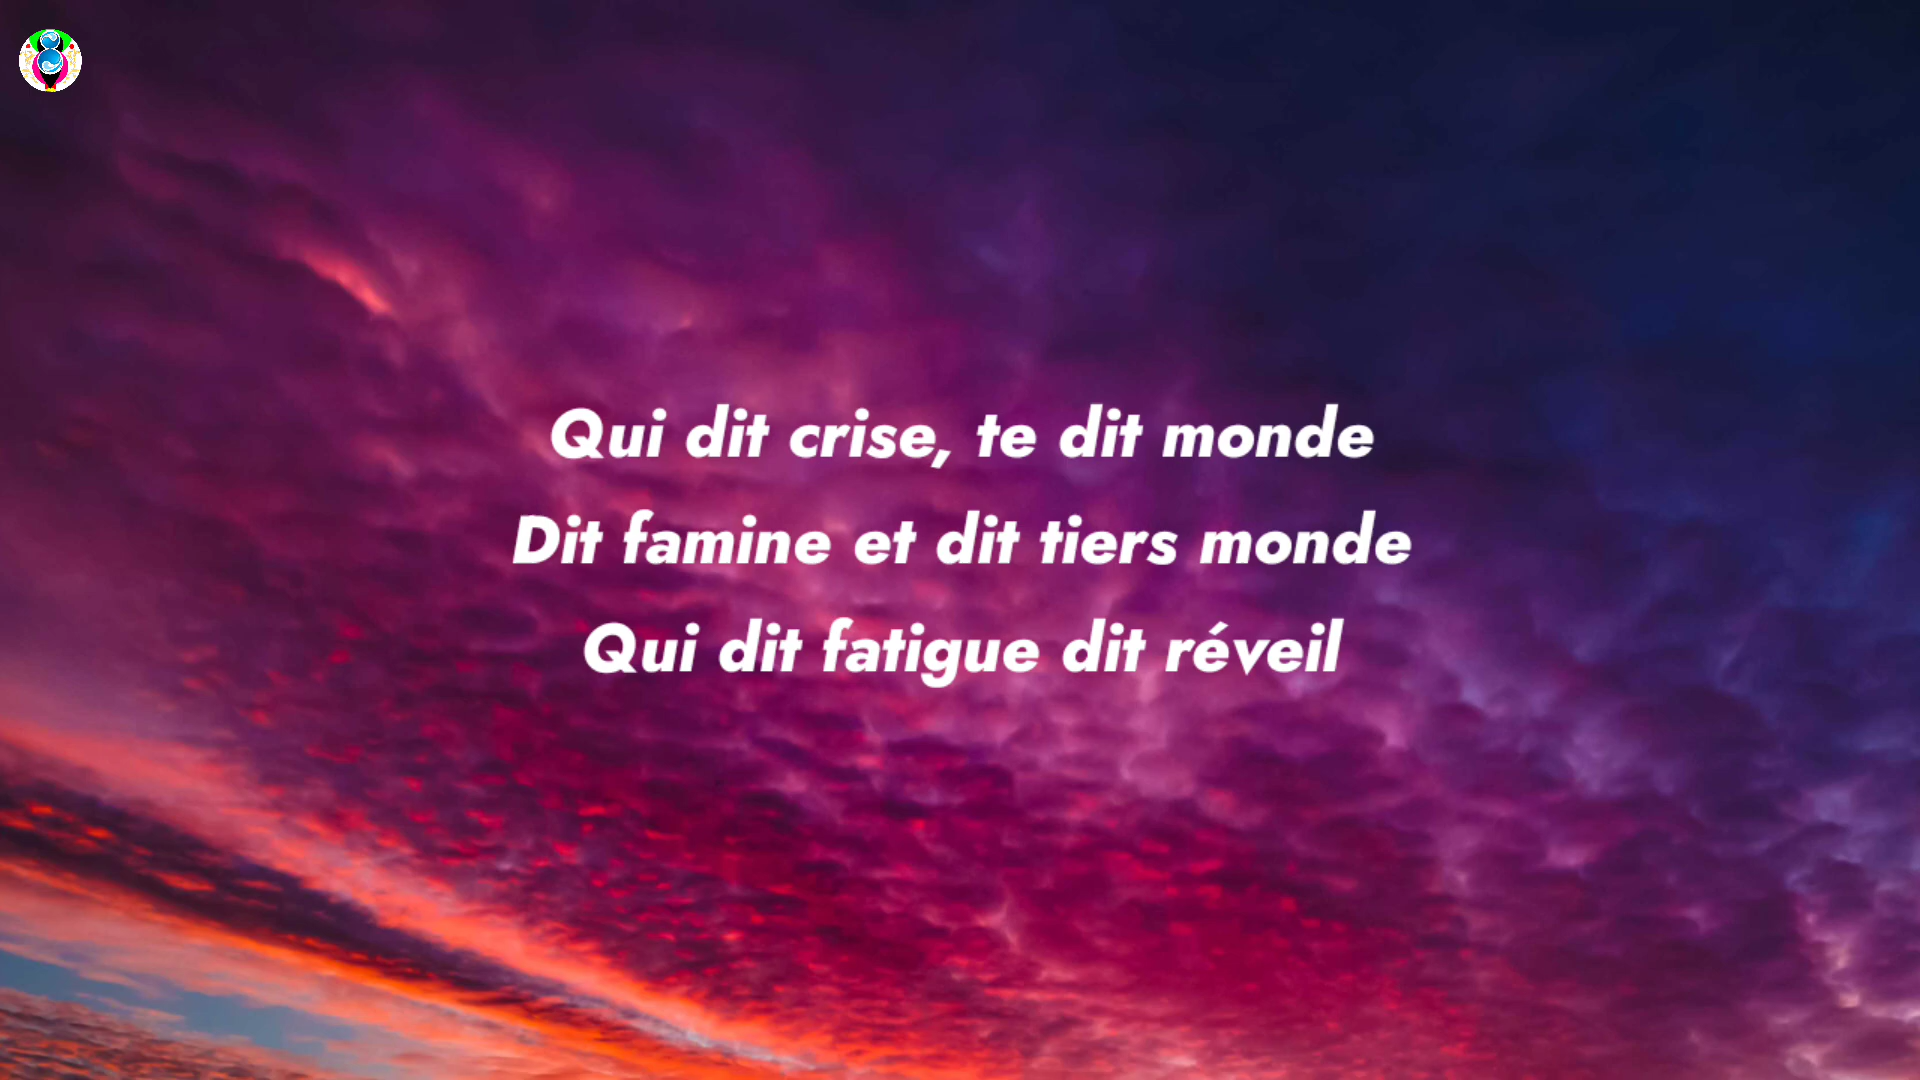 Qui dit crise, te dit monde
Dit famine et dit tiers monde
Qui dit fatigue dit réveil